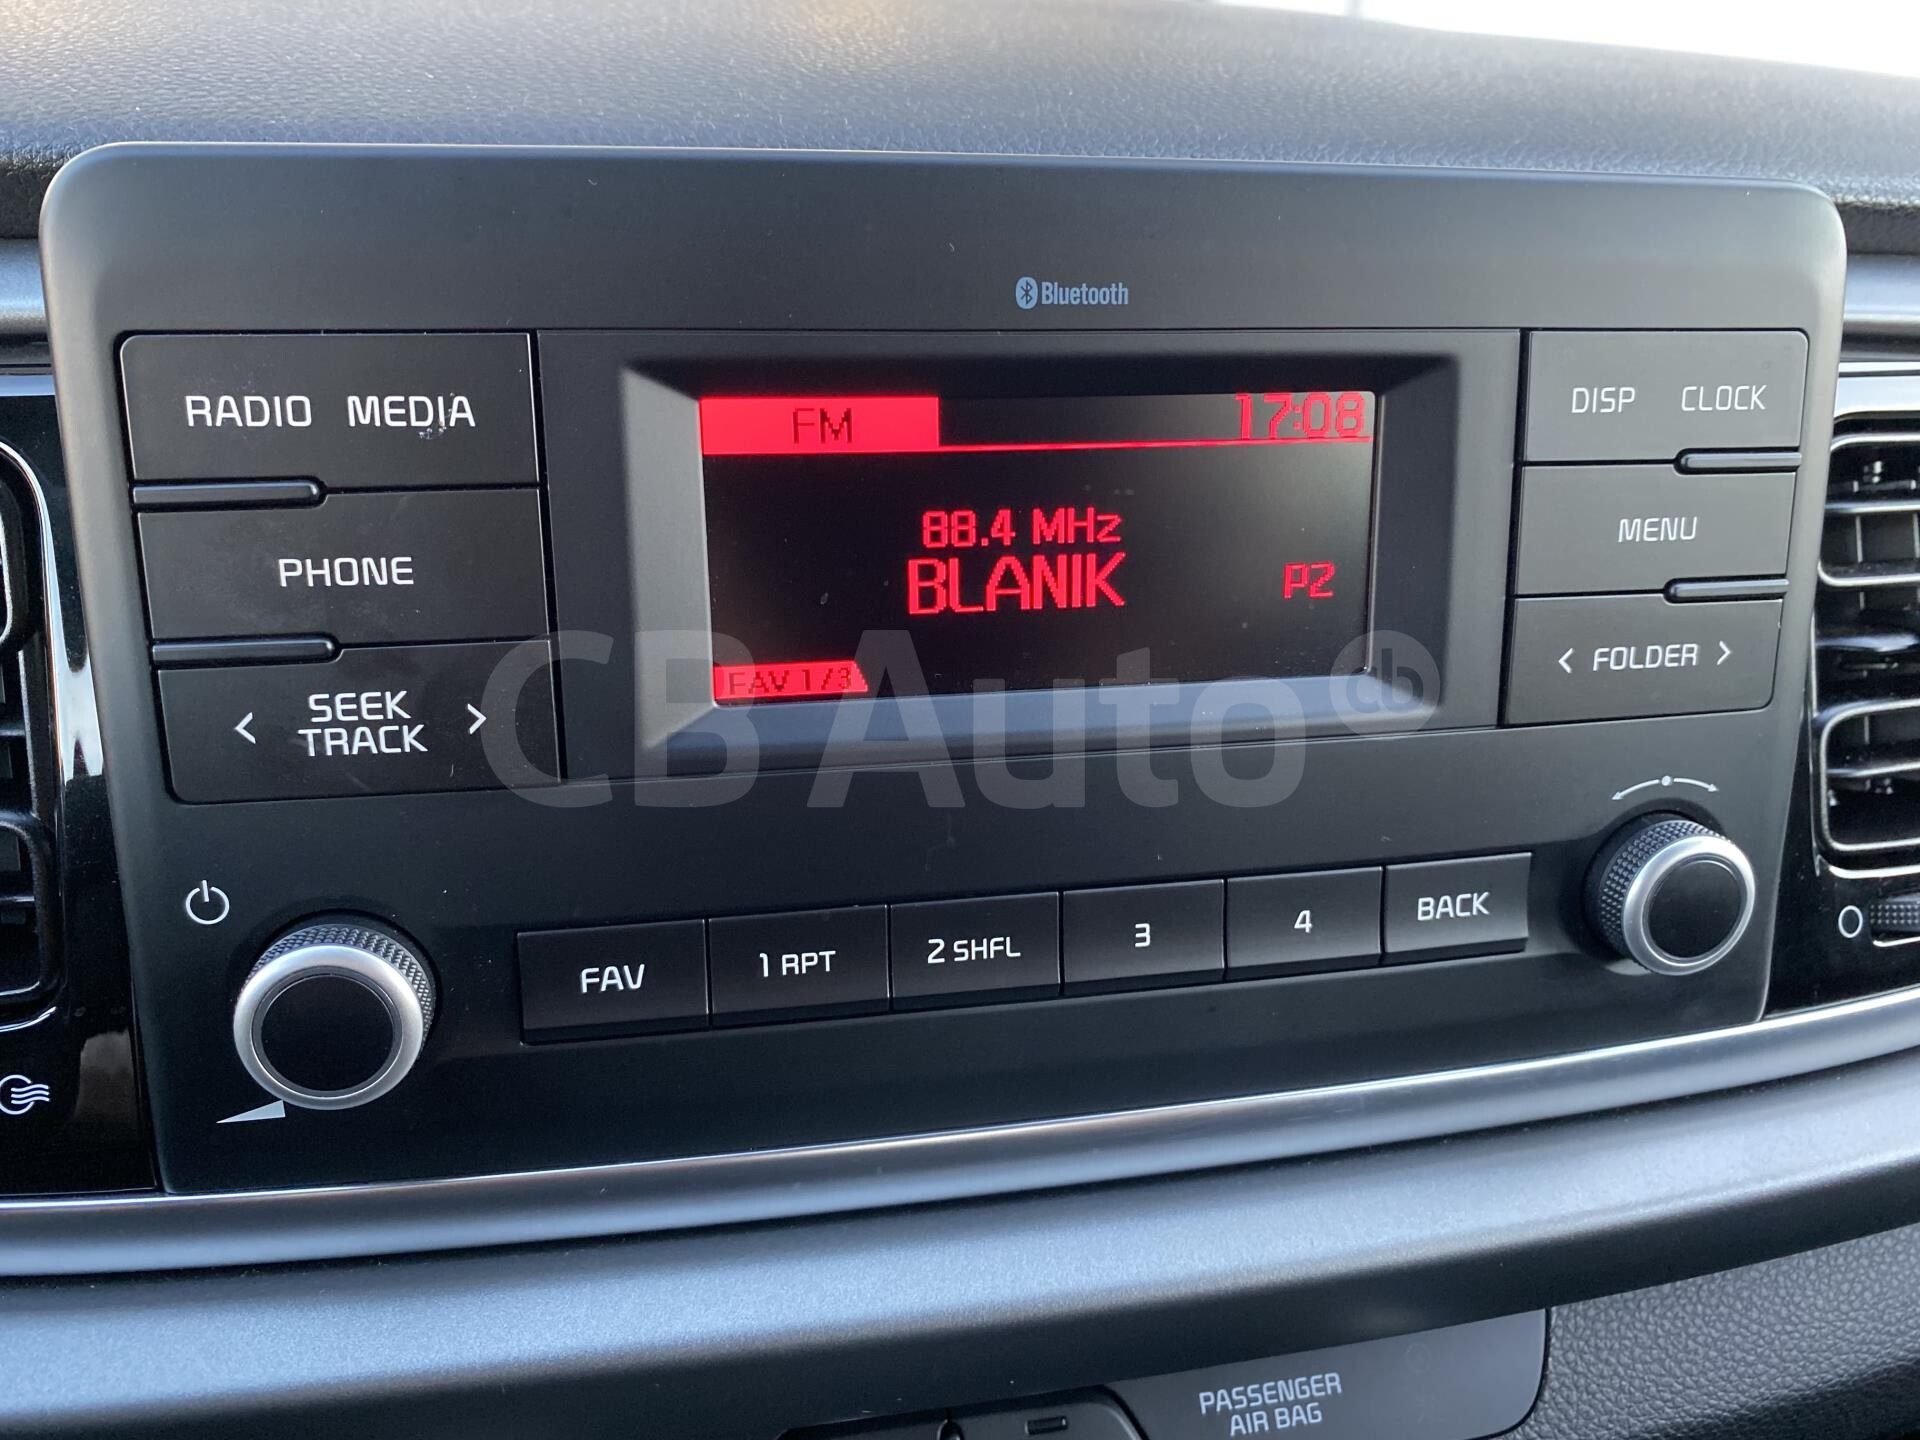 Bluetooth
RADIO MEDIA
PHONE
< SEEK TRACK >
FM 17:08
88.4 MHz
BLANIK P2
FAV 1/3
DISP CLOCK
MENU
< FOLDER >
CB Auto cb
FAV 1 RPT 2 SHFL 3 4 BACK
PASSENGER
AIR BAG